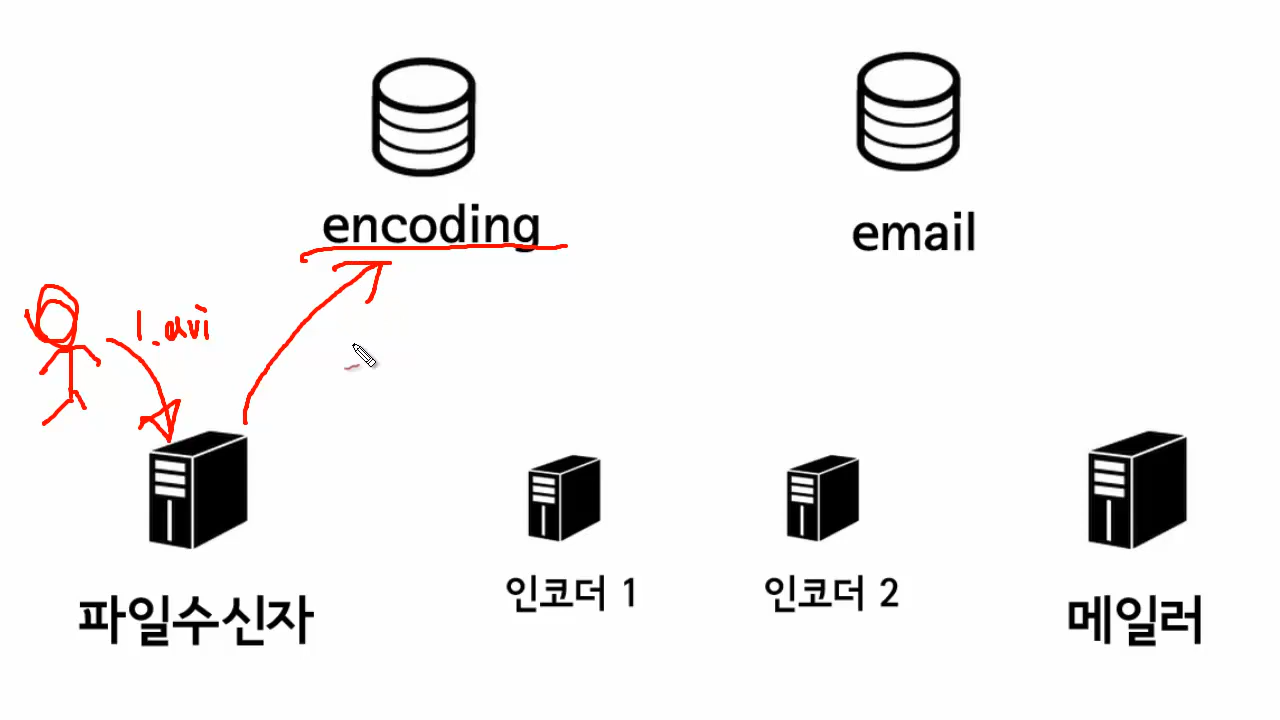 encoding
email
1.avi
파일수신자
인코더 1
인코더 2
메일러